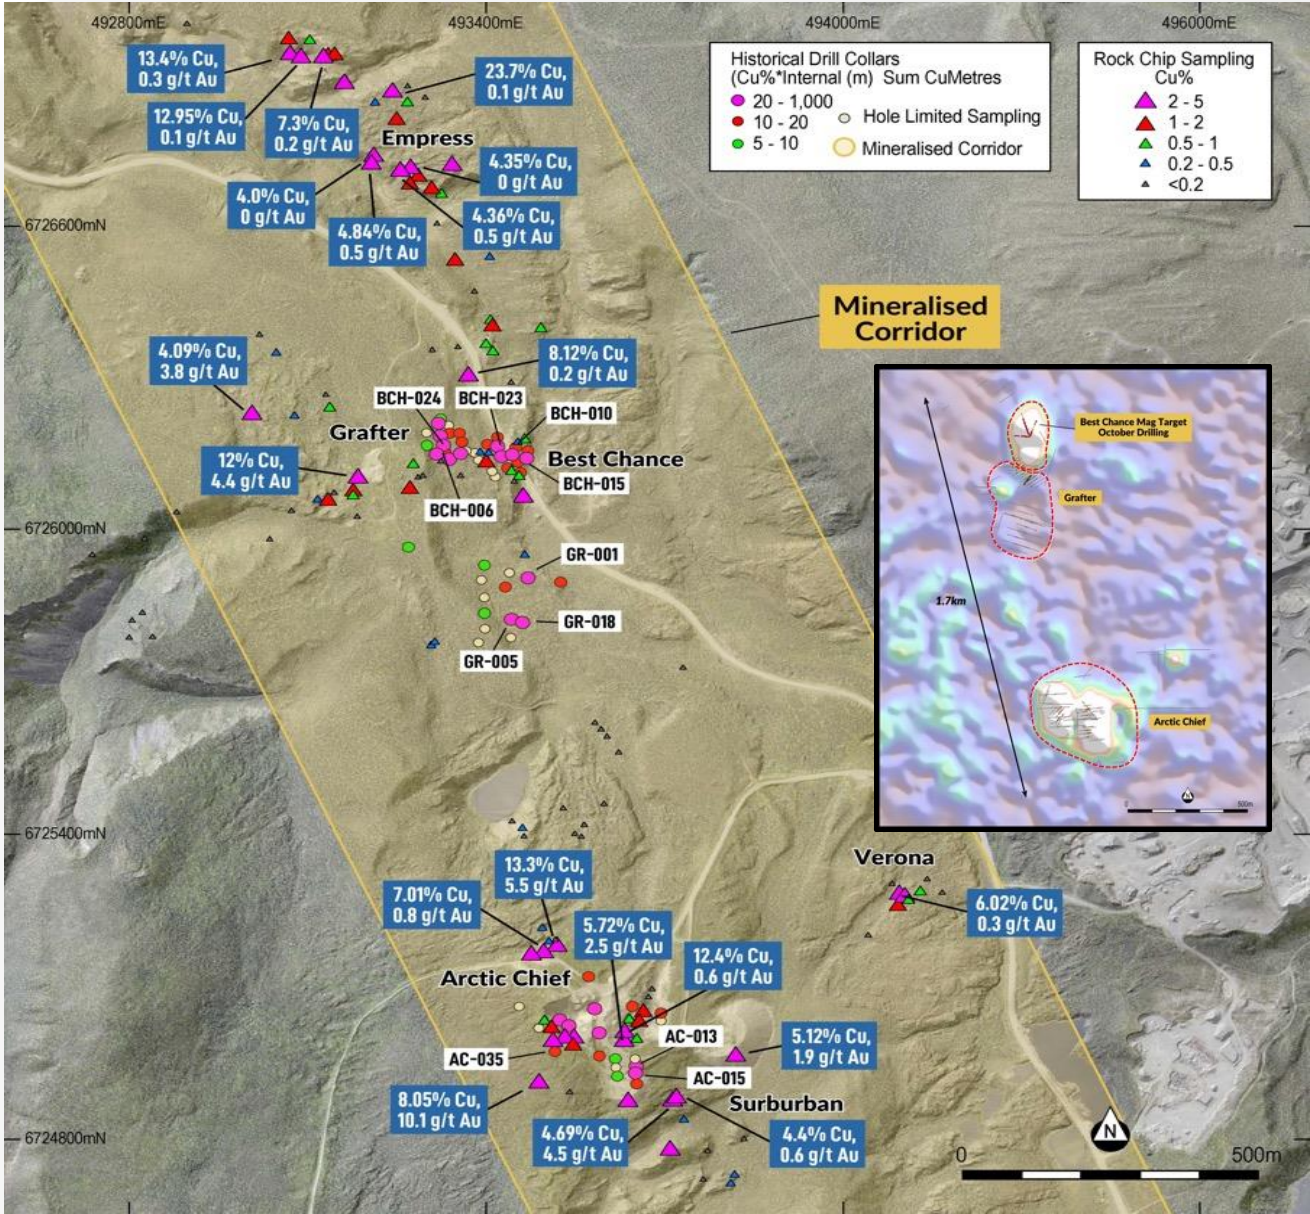 492800mE
493400mE
494000mE
496000mE
Historical Drill Collars
(Cu%*Internal (m) Sum CuMetres
20 - 1,000
10 - 20
5 - 10
Hole Limited Sampling
Mineralised Corridor
Rock Chip Sampling
Cu%
2 - 5
1 - 2
0.5 - 1
0.2 - 0.5
<0.2
13.4% Cu,
0.3 g/t Au
23.7% Cu,
0.1 g/t Au
12.95% Cu,
0.1 g/t Au
7.3% Cu,
0.2 g/t Au
Empress
4.35% Cu,
0 g/t Au
4.0% Cu,
0 g/t Au
4.36% Cu,
0.5 g/t Au
4.84% Cu,
0.5 g/t Au
6726600mN
Mineralised
Corridor
4.09% Cu,
3.8 g/t Au
8.12% Cu,
0.2 g/t Au
BCH-024
BCH-023
BCH-010
Grafter
Best Chance
12% Cu,
4.4 g/t Au
BCH-015
BCH-006
6726000mN
GR-001
GR-018
GR-005
Best Chance Mag Target
October Drilling
Grafter
1.7km
Arctic Chief
0
500m
6725400mN
Verona
13.3% Cu,
5.5 g/t Au
7.01% Cu,
0.8 g/t Au
6.02% Cu,
0.3 g/t Au
5.72% Cu,
2.5 g/t Au
12.4% Cu,
0.6 g/t Au
Arctic Chief
AC-013
5.12% Cu,
1.9 g/t Au
AC-035
AC-015
8.05% Cu,
10.1 g/t Au
Surburban
4.69% Cu,
4.5 g/t Au
4.4% Cu,
0.6 g/t Au
6724800mN
N
0
500m